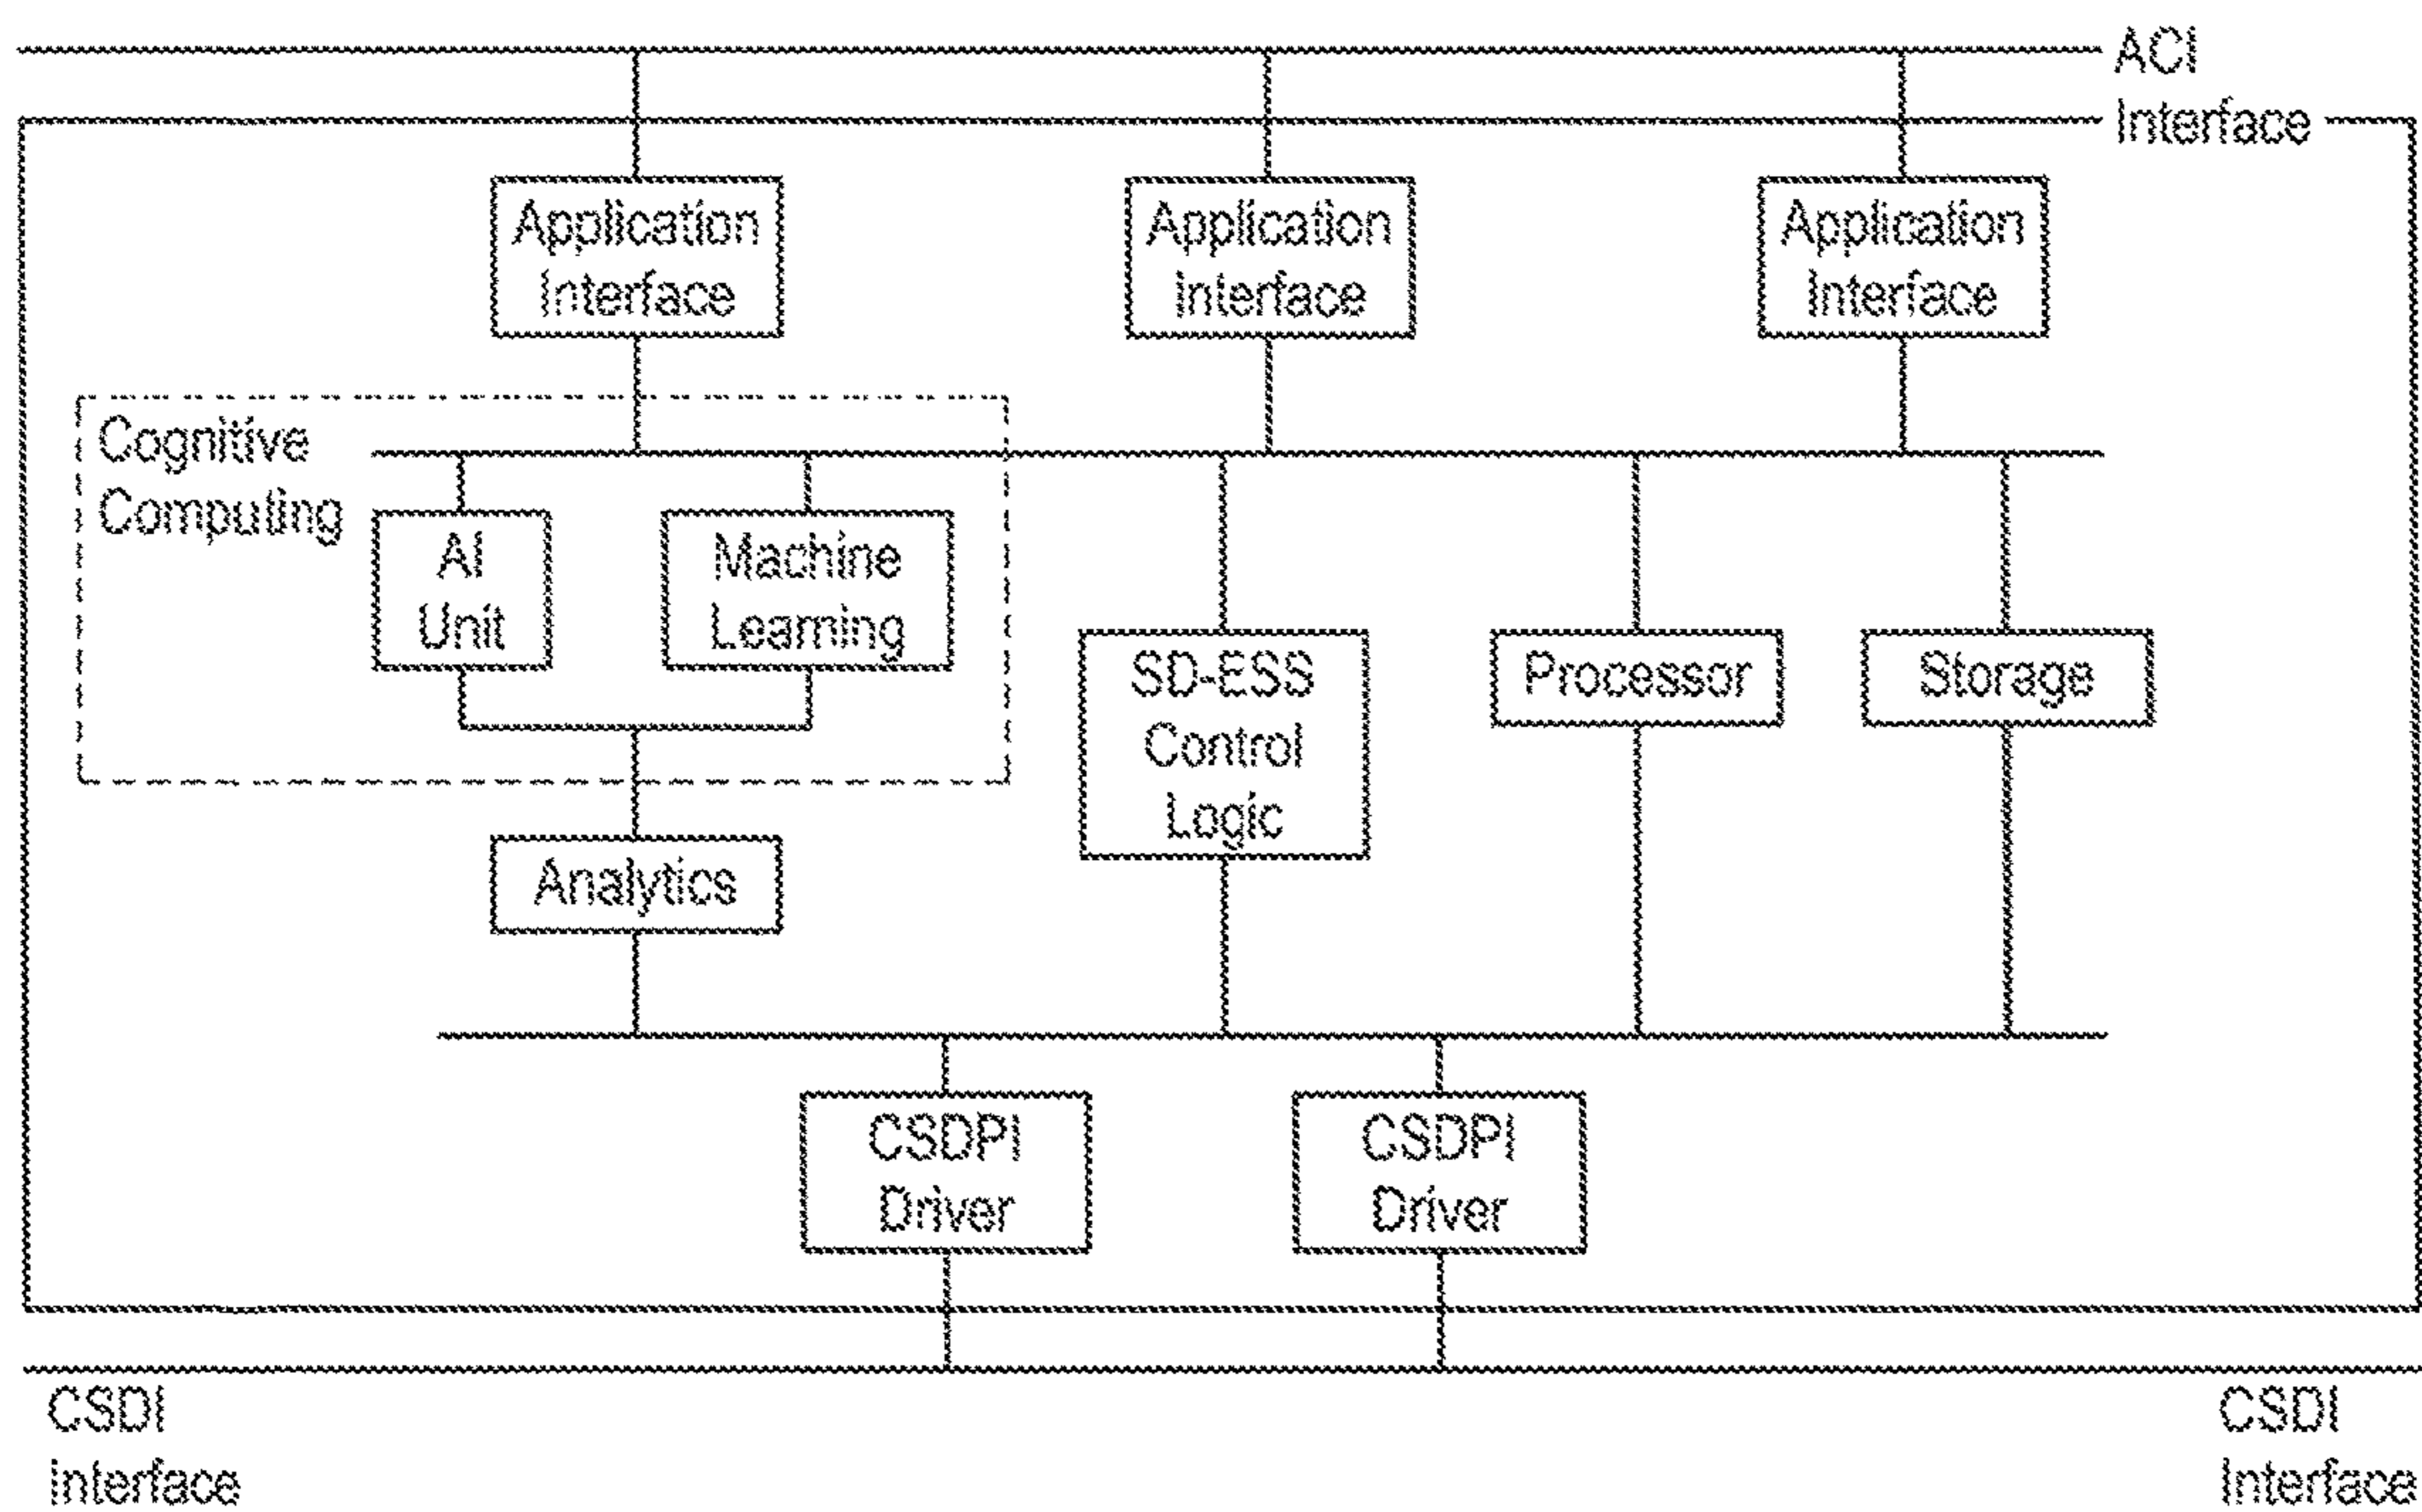 ACI
Interface
Application
Interface
Application
Interface
Application
Interface
Cognitive
Computing
AI
Unit
Machine
Learning
SD-ESS
Control
Logic
Processor
Storage
Analytics
CSDPI
Driver
CSDPI
Driver
CSDI
Interface
CSDI
Interface